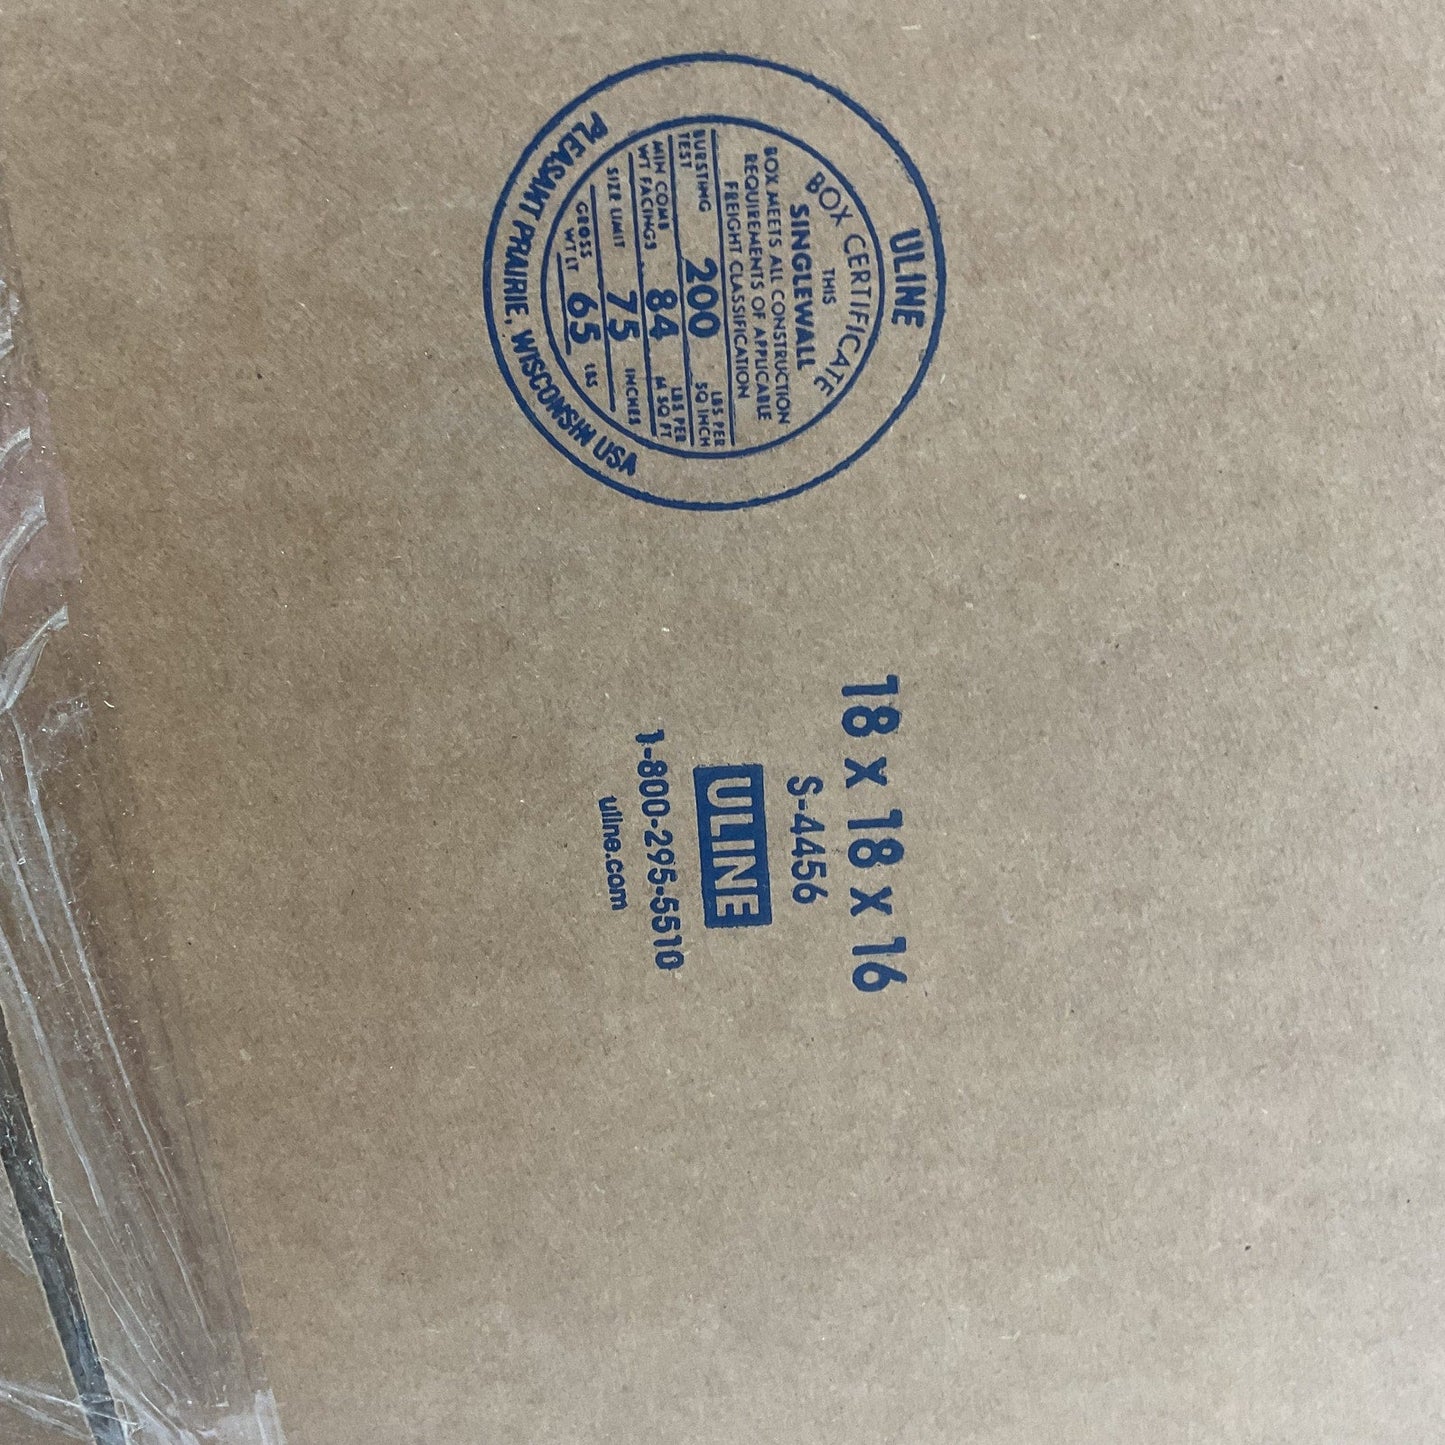 ULINE
BOX CERTIFICATE
THIS
SINGLEWALL
BOX MEETS ALL CONSTRUCTION
REQUIREMENTS OF APPLICABLE
FREIGHT CLASSIFICATION
BURSTING TEST 200 LBS PER SQ INCH
MIN COMB WT FACINGS 84 LBS PER M SQ FT
SIZE LIMIT 75 INCHES
GROSS WT LT 65 LBS
PLEASANT PRAIRIE, WISCONSIN USA
18 x 18 x 16
S-4456
ULINE
1-800-295-5510
uline.com